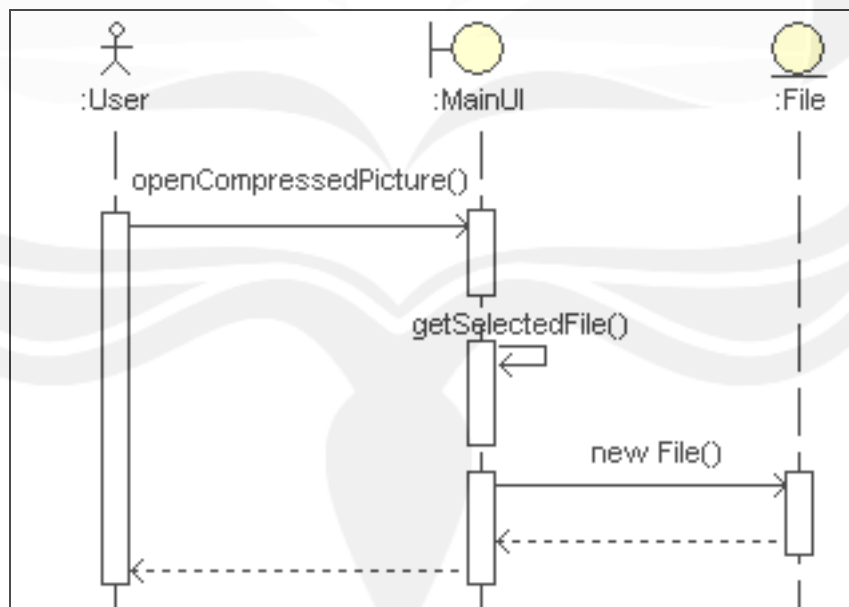 :User
:MainUI
:File
openCompressedPicture()
getSelectedFile()
new File()